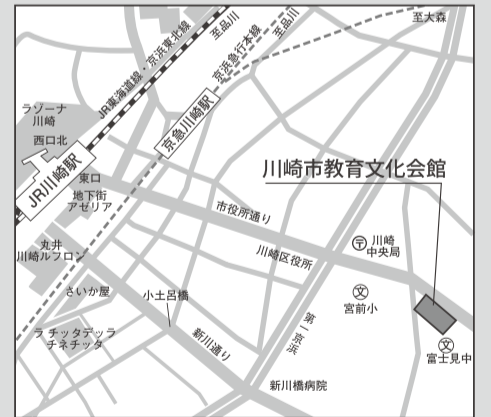 至大森
至品川
至品川
京浜東北線
JR東海道線
京浜急行本線
京急川崎駅
ラゾーナ
川崎
西口北
JR川崎駅
東口
地下街
アゼリア
川崎市教育文化会館
市役所通り
川崎区役所
川崎
中央局
丸井
川崎ルフロン
さいか屋
小土呂橋
文
宮前小
第一京浜
ラ チッタデッラ
チネチッタ
新川通り
文
富士見中
新川橋病院